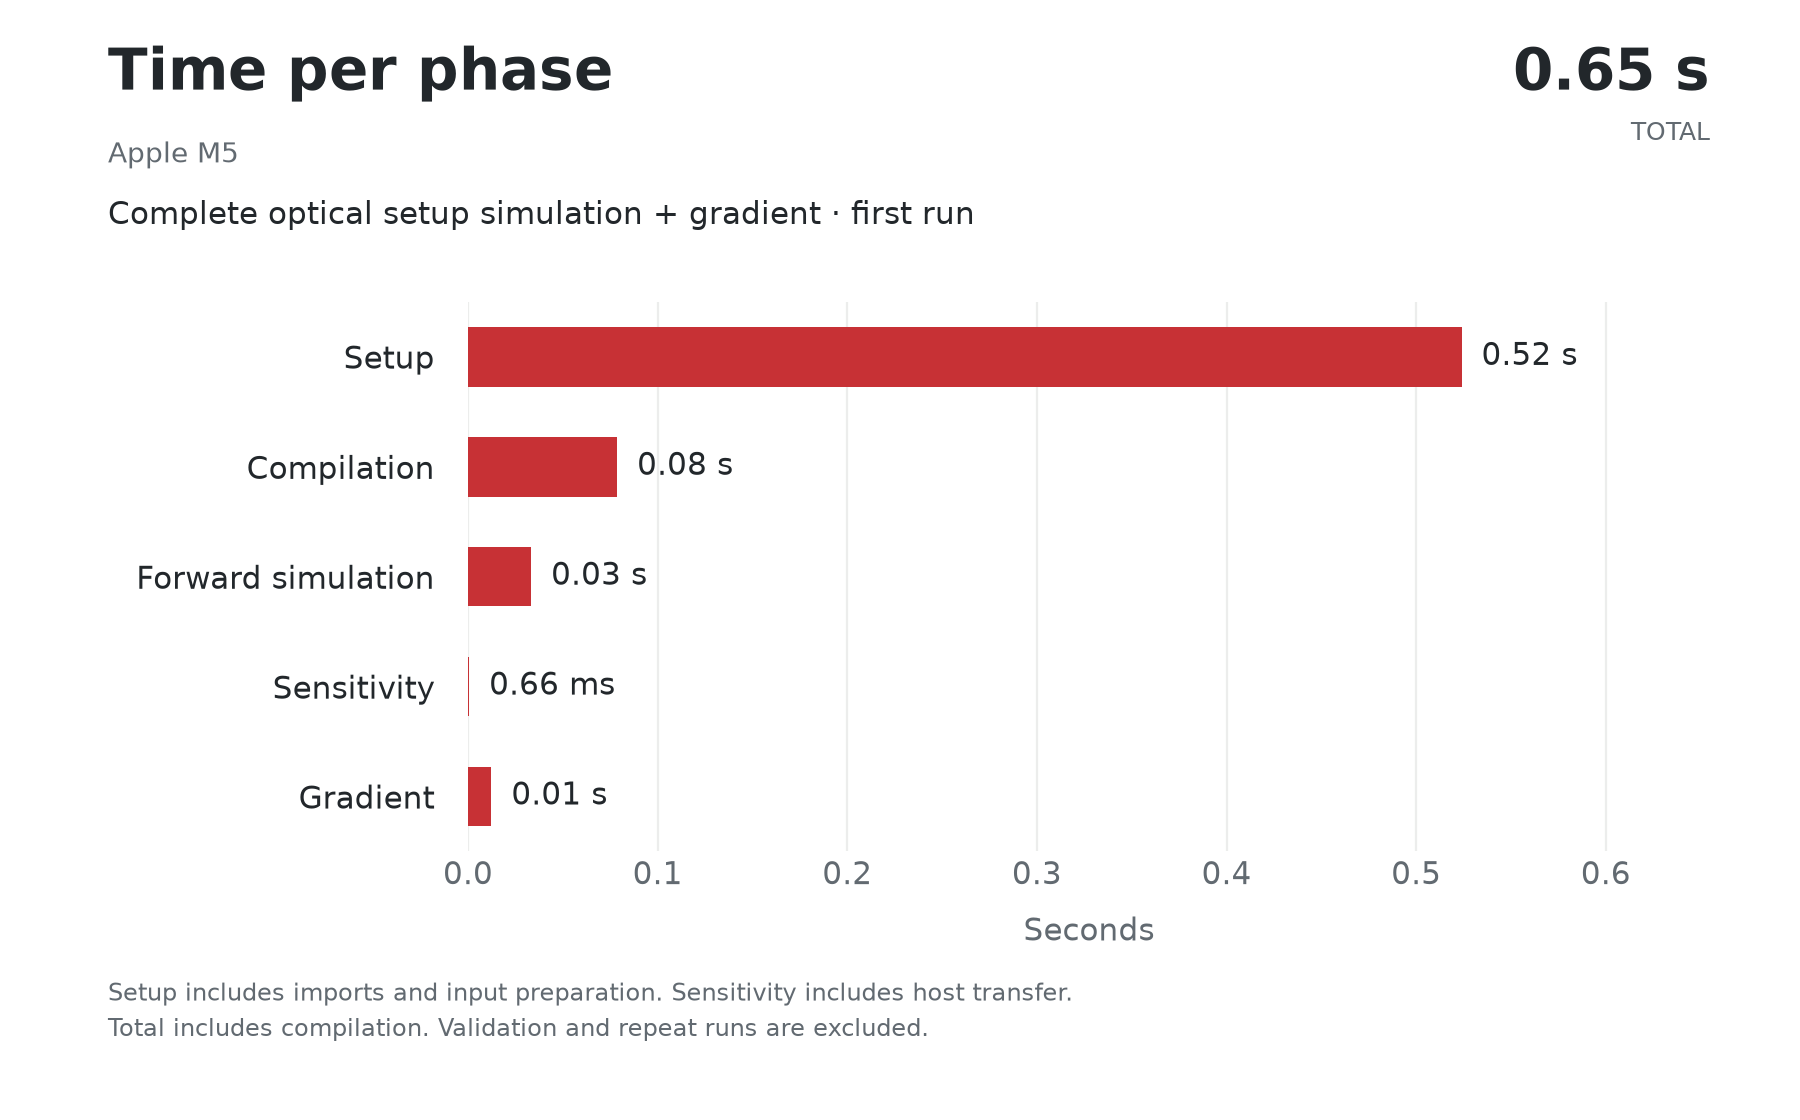 Time per phase
0.65 s
TOTAL
Apple M5
Complete optical setup simulation + gradient · first run
Setup
0.52 s
Compilation
0.08 s
Forward simulation
0.03 s
Sensitivity
0.66 ms
Gradient
0.01 s
0.0 0.1 0.2 0.3 0.4 0.5 0.6
Seconds
Setup includes imports and input preparation. Sensitivity includes host transfer.
Total includes compilation. Validation and repeat runs are excluded.